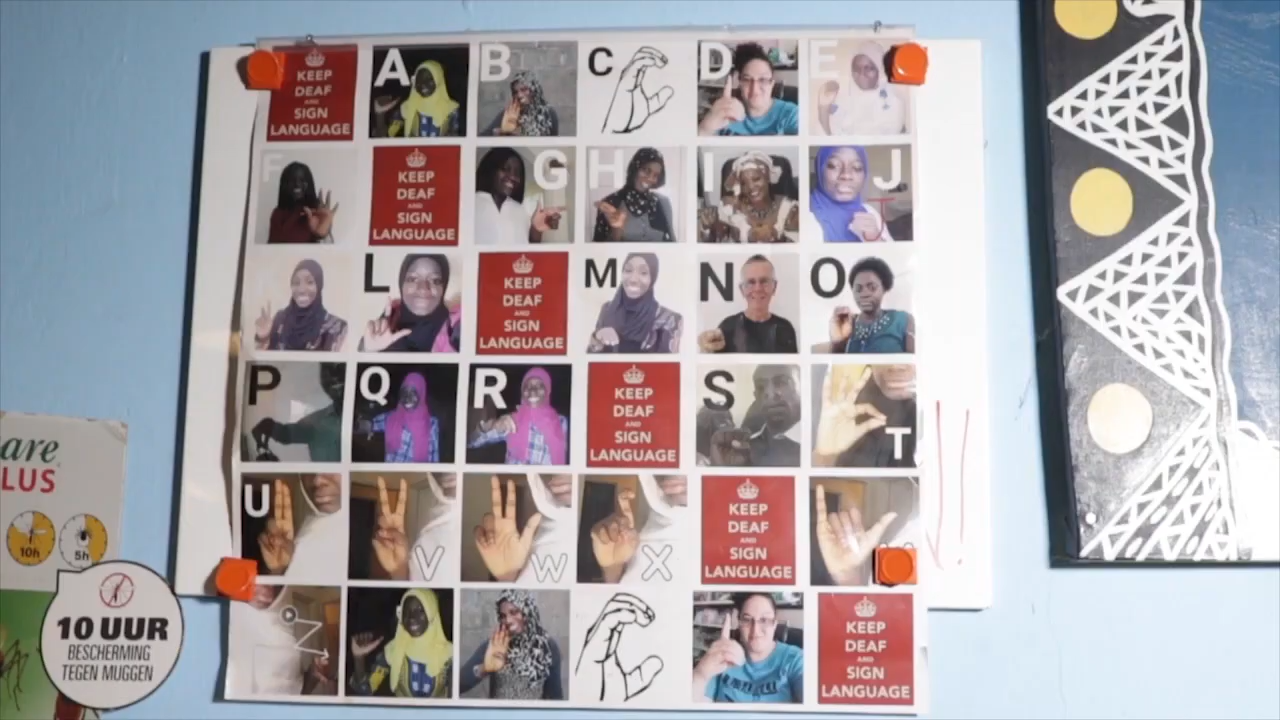 KEEP
DEAF
AND
SIGN
LANGUAGE
A
B
C
D
E
F
KEEP
DEAF
AND
SIGN
LANGUAGE
G
H
I
J
L
KEEP
DEAF
AND
SIGN
LANGUAGE
M
N
O
P
Q
R
KEEP
DEAF
AND
SIGN
LANGUAGE
S
T
U
V
W
X
KEEP
DEAF
AND
SIGN
LANGUAGE
KEEP
DEAF
AND
SIGN
LANGUAGE
are
LUS
10h
5h
10 UUR
BESCHERMING
TEGEN MUGGEN